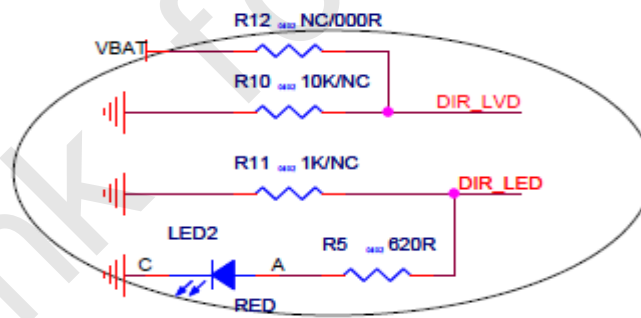 R12 0402 NC/000R
VBAT
R10 0402 10K/NC
DIR_LVD
R11 0402 1K/NC
DIR_LED
LED2
R5 0402 620R
C
A
RED